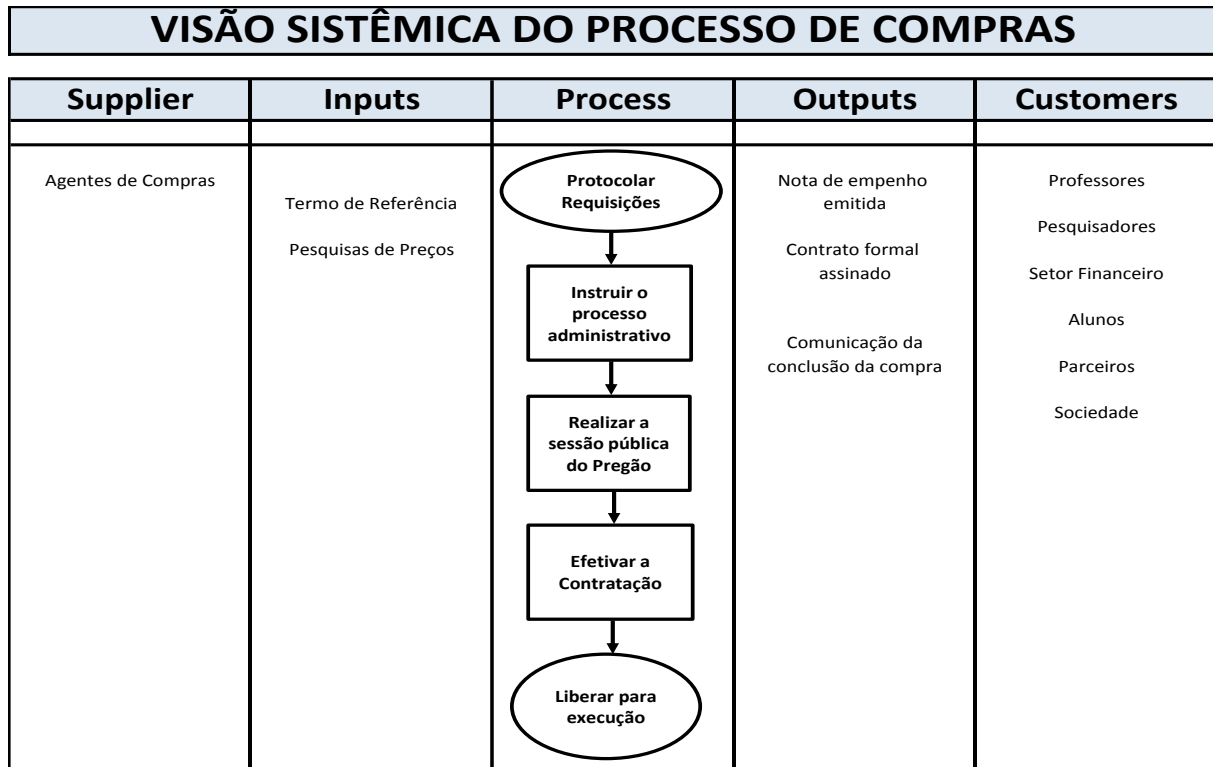 VISÃO SISTÊMICA DO PROCESSO DE COMPRAS
Supplier
Inputs
Process
Outputs
Customers
Agentes de Compras
Termo de Referência
Pesquisas de Preços
Protocolar
Requisições
Instruir o
processo
administrativo
Realizar a
sessão pública
do Pregão
Efetivar a
Contratação
Liberar para
execução
Nota de empenho
emitida
Contrato formal
assinado
Comunicação da
conclusão da compra
Professores
Pesquisadores
Setor Financeiro
Alunos
Parceiros
Sociedade